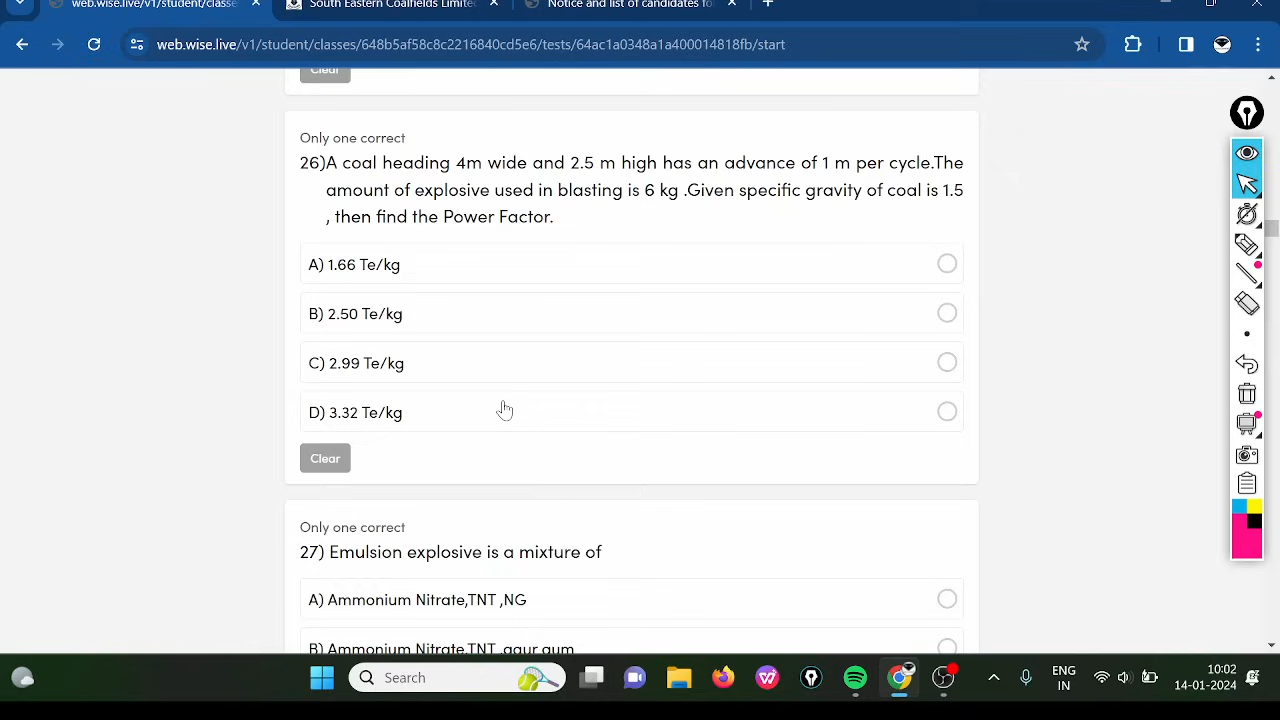 web.wise.live/v1/student/classe
South Eastern Coalfields Limited
Notice and list of candidates fo
web.wise.live/v1/student/classes/648b5af58c8c2216840cd5e6/tests/64ac1a0348a1a400014818fb/start
Clear
Only one correct
26)A coal heading 4m wide and 2.5 m high has an advance of 1 m per cycle.The
amount of explosive used in blasting is 6 kg .Given specific gravity of coal is 1.5
, then find the Power Factor.
A) 1.66 Te/kg
B) 2.50 Te/kg
C) 2.99 Te/kg
D) 3.32 Te/kg
Clear
Only one correct
27) Emulsion explosive is a mixture of
A) Ammonium Nitrate,TNT ,NG
B) Ammonium Nitrate,TNT ,gaur gum
Search
ENG
IN
10:02
14-01-2024